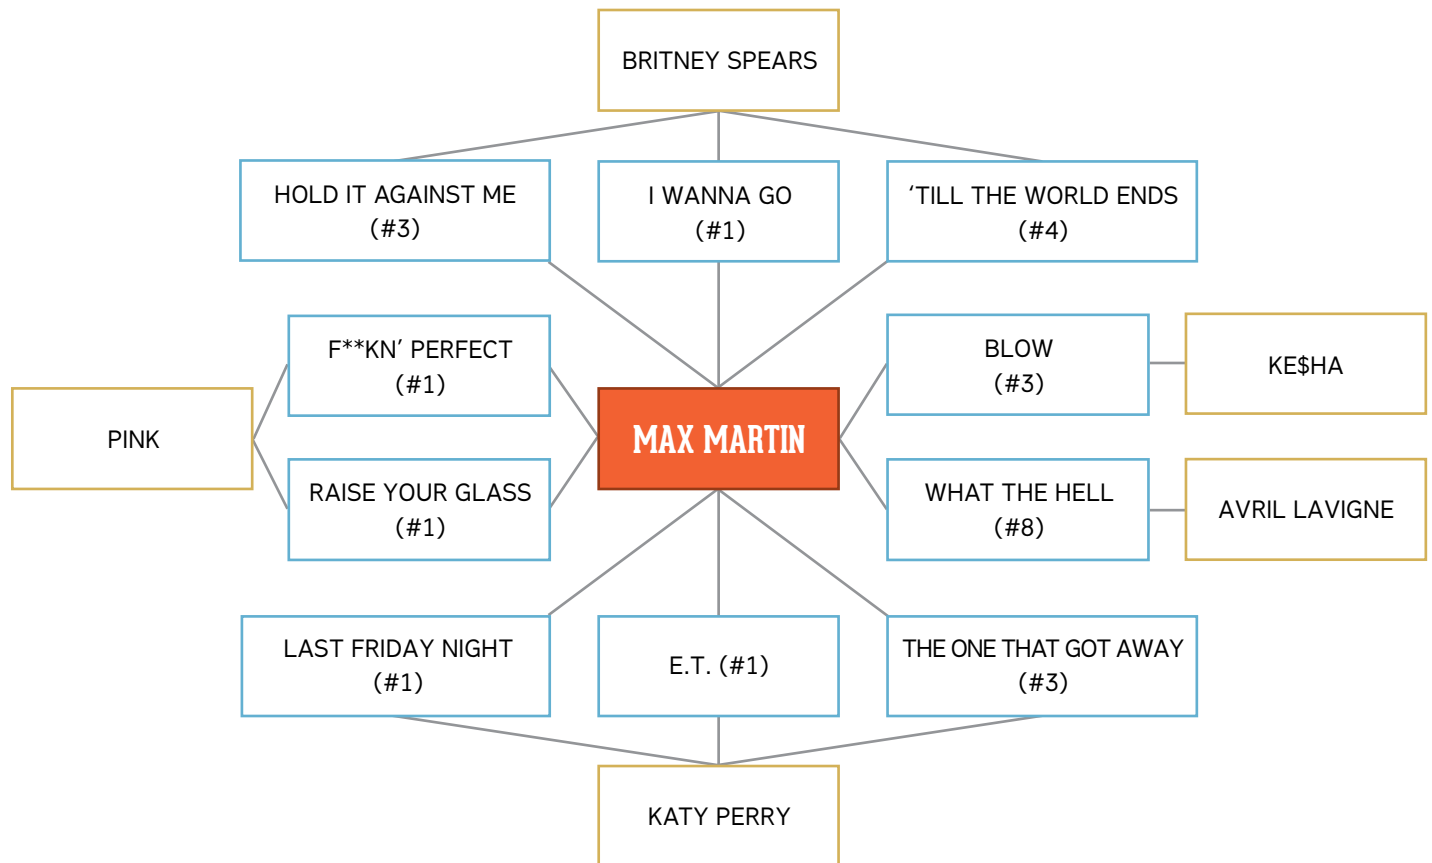 BRITNEY SPEARS
HOLD IT AGAINST ME
(#3)
I WANNA GO
(#1)
‘TILL THE WORLD ENDS
(#4)
F**KN’ PERFECT
(#1)
BLOW
(#3)
KE$HA
PINK
MAX MARTIN
RAISE YOUR GLASS
(#1)
WHAT THE HELL
(#8)
AVRIL LAVIGNE
LAST FRIDAY NIGHT
(#1)
E.T. (#1)
THE ONE THAT GOT AWAY
(#3)
KATY PERRY